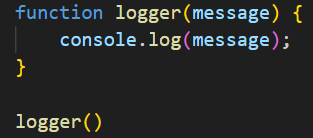 function logger(message) {
    console.log(message);
}

logger()